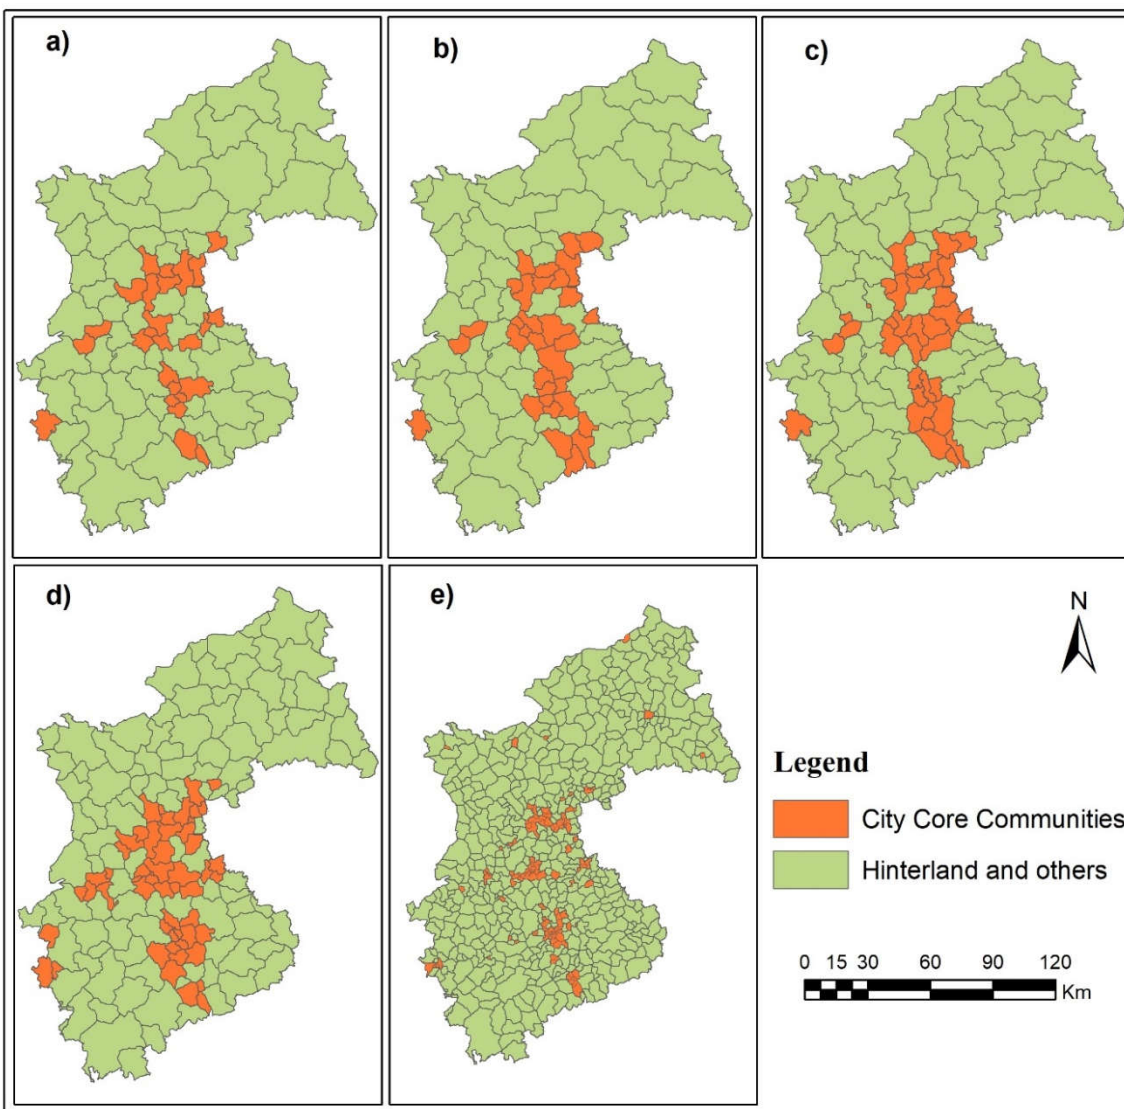 a)
b)
c)
d)
e)
N
Legend
City Core Communities
Hinterland and others
0 15 30 60 90 120
Km